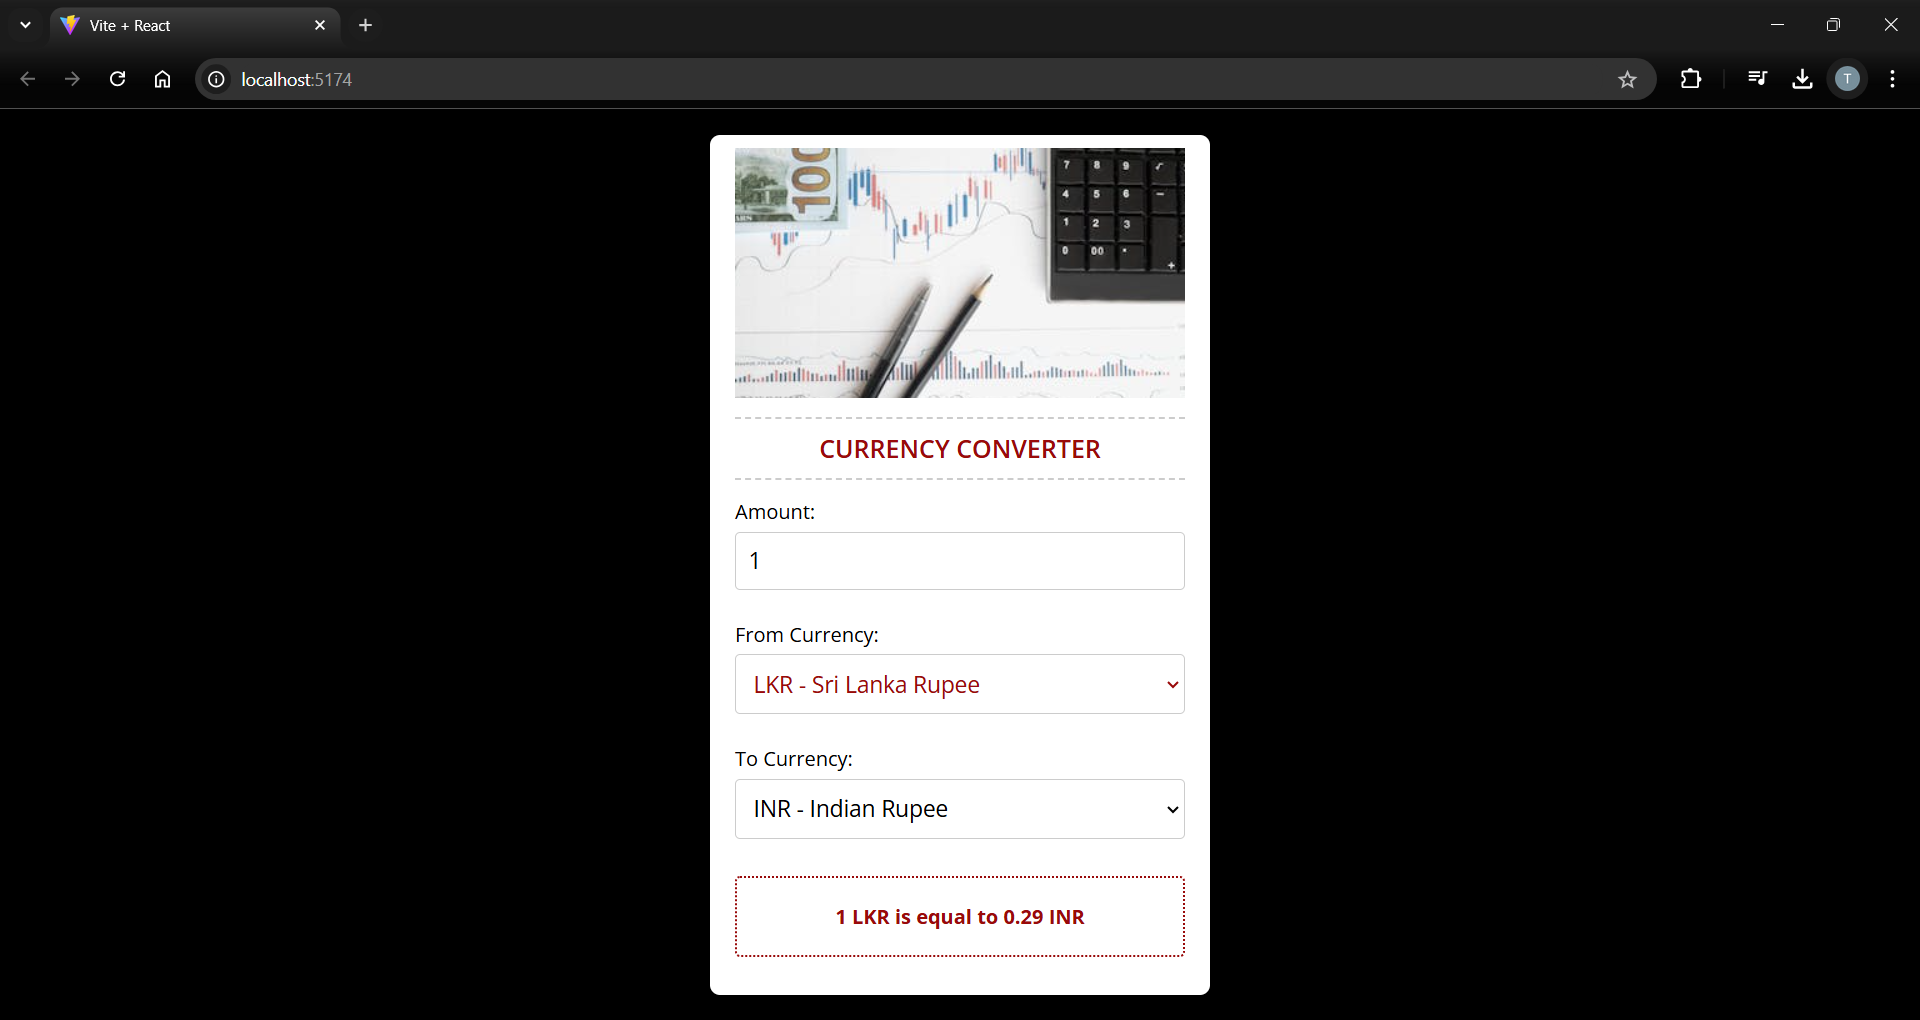 Vite + React
localhost:5174
T
100
7 8 9 √
4 5 6 −
1 2 3
0 00 . +
CURRENCY CONVERTER
Amount:
1
From Currency:
LKR - Sri Lanka Rupee
To Currency:
INR - Indian Rupee
1 LKR is equal to 0.29 INR